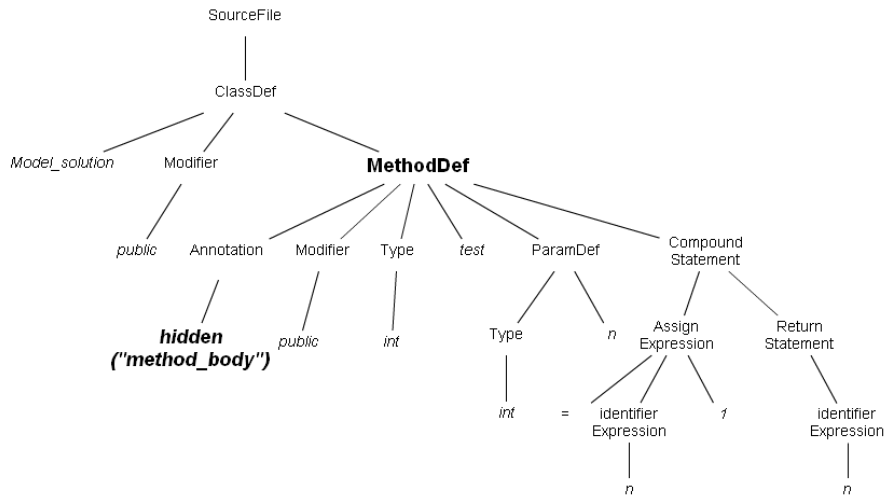 SourceFile
ClassDef
Model_solution Modifier MethodDef
public Annotation Modifier Type test ParamDef Compound
Statement
hidden
("method_body") public int Type n Assign
Expression Return
Statement
int = identifier
Expression 1 identifier
Expression
n n